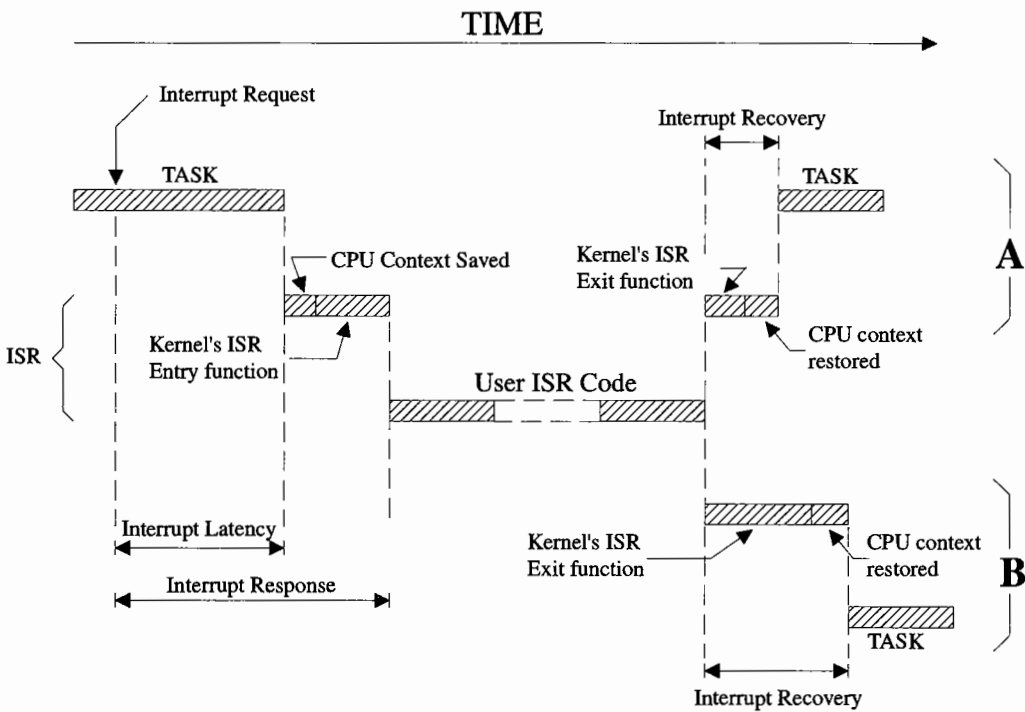 TIME
Interrupt Request
Interrupt Recovery
TASK
TASK
A
CPU Context Saved
Kernel's ISR
Exit function
ISR
Kernel's ISR
Entry function
CPU context
restored
User ISR Code
Interrupt Latency
Kernel's ISR
Exit function
CPU context
restored
B
Interrupt Response
TASK
Interrupt Recovery